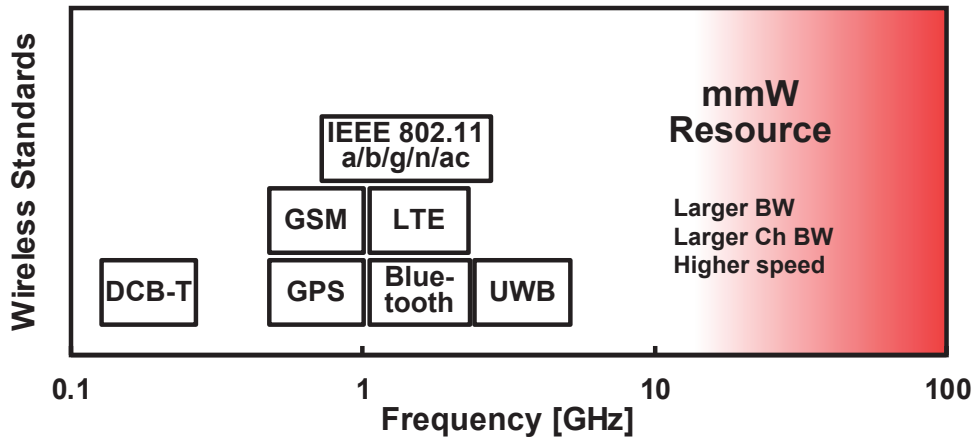 Wireless Standards
mmW
Resource
IEEE 802.11
a/b/g/n/ac
GSM
LTE
Larger BW
Larger Ch BW
Higher speed
DCB-T
GPS
Blue-
tooth
UWB
0.1
1
10
100
Frequency [GHz]